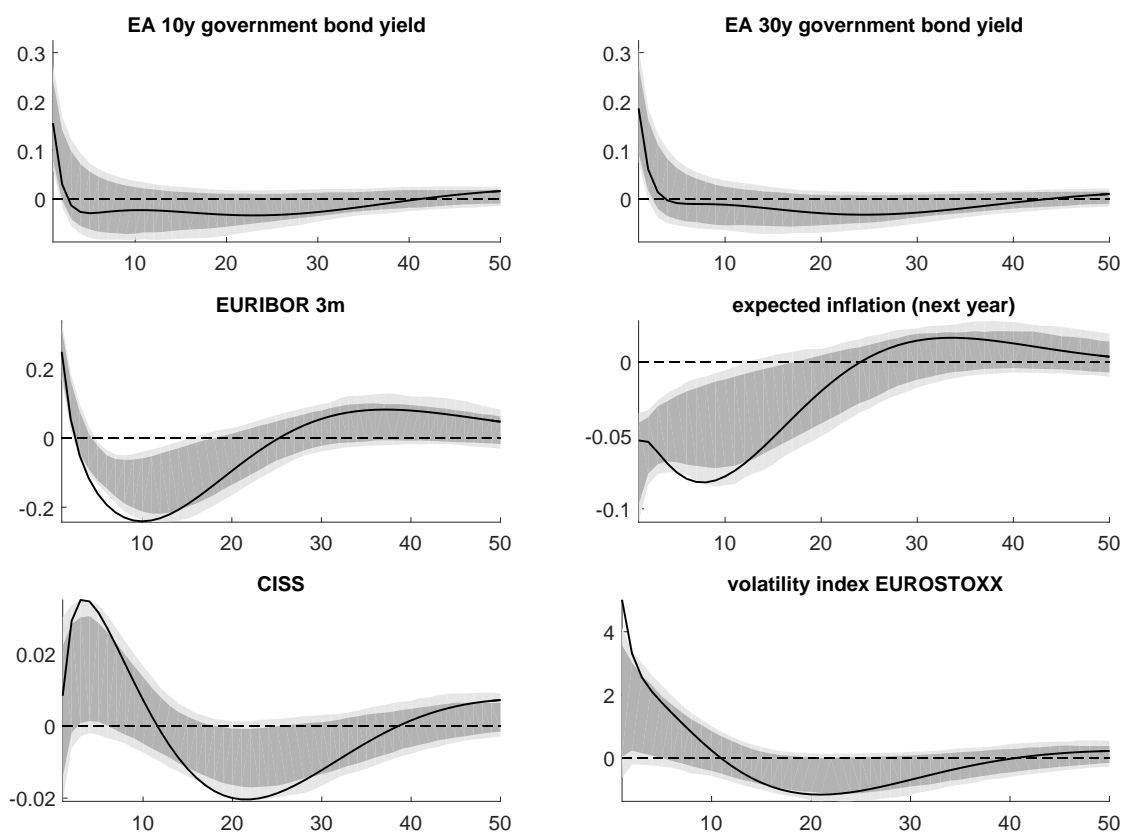 EA 10y government bond yield
0.3
0.2
0.1
0
10 20 30 40 50
EA 30y government bond yield
0.3
0.2
0.1
0
10 20 30 40 50
EURIBOR 3m
0.2
0
-0.2
10 20 30 40 50
expected inflation (next year)
0
-0.05
-0.1
10 20 30 40 50
CISS
0.02
0
-0.02
10 20 30 40 50
volatility index EUROSTOXX
4
2
0
10 20 30 40 50